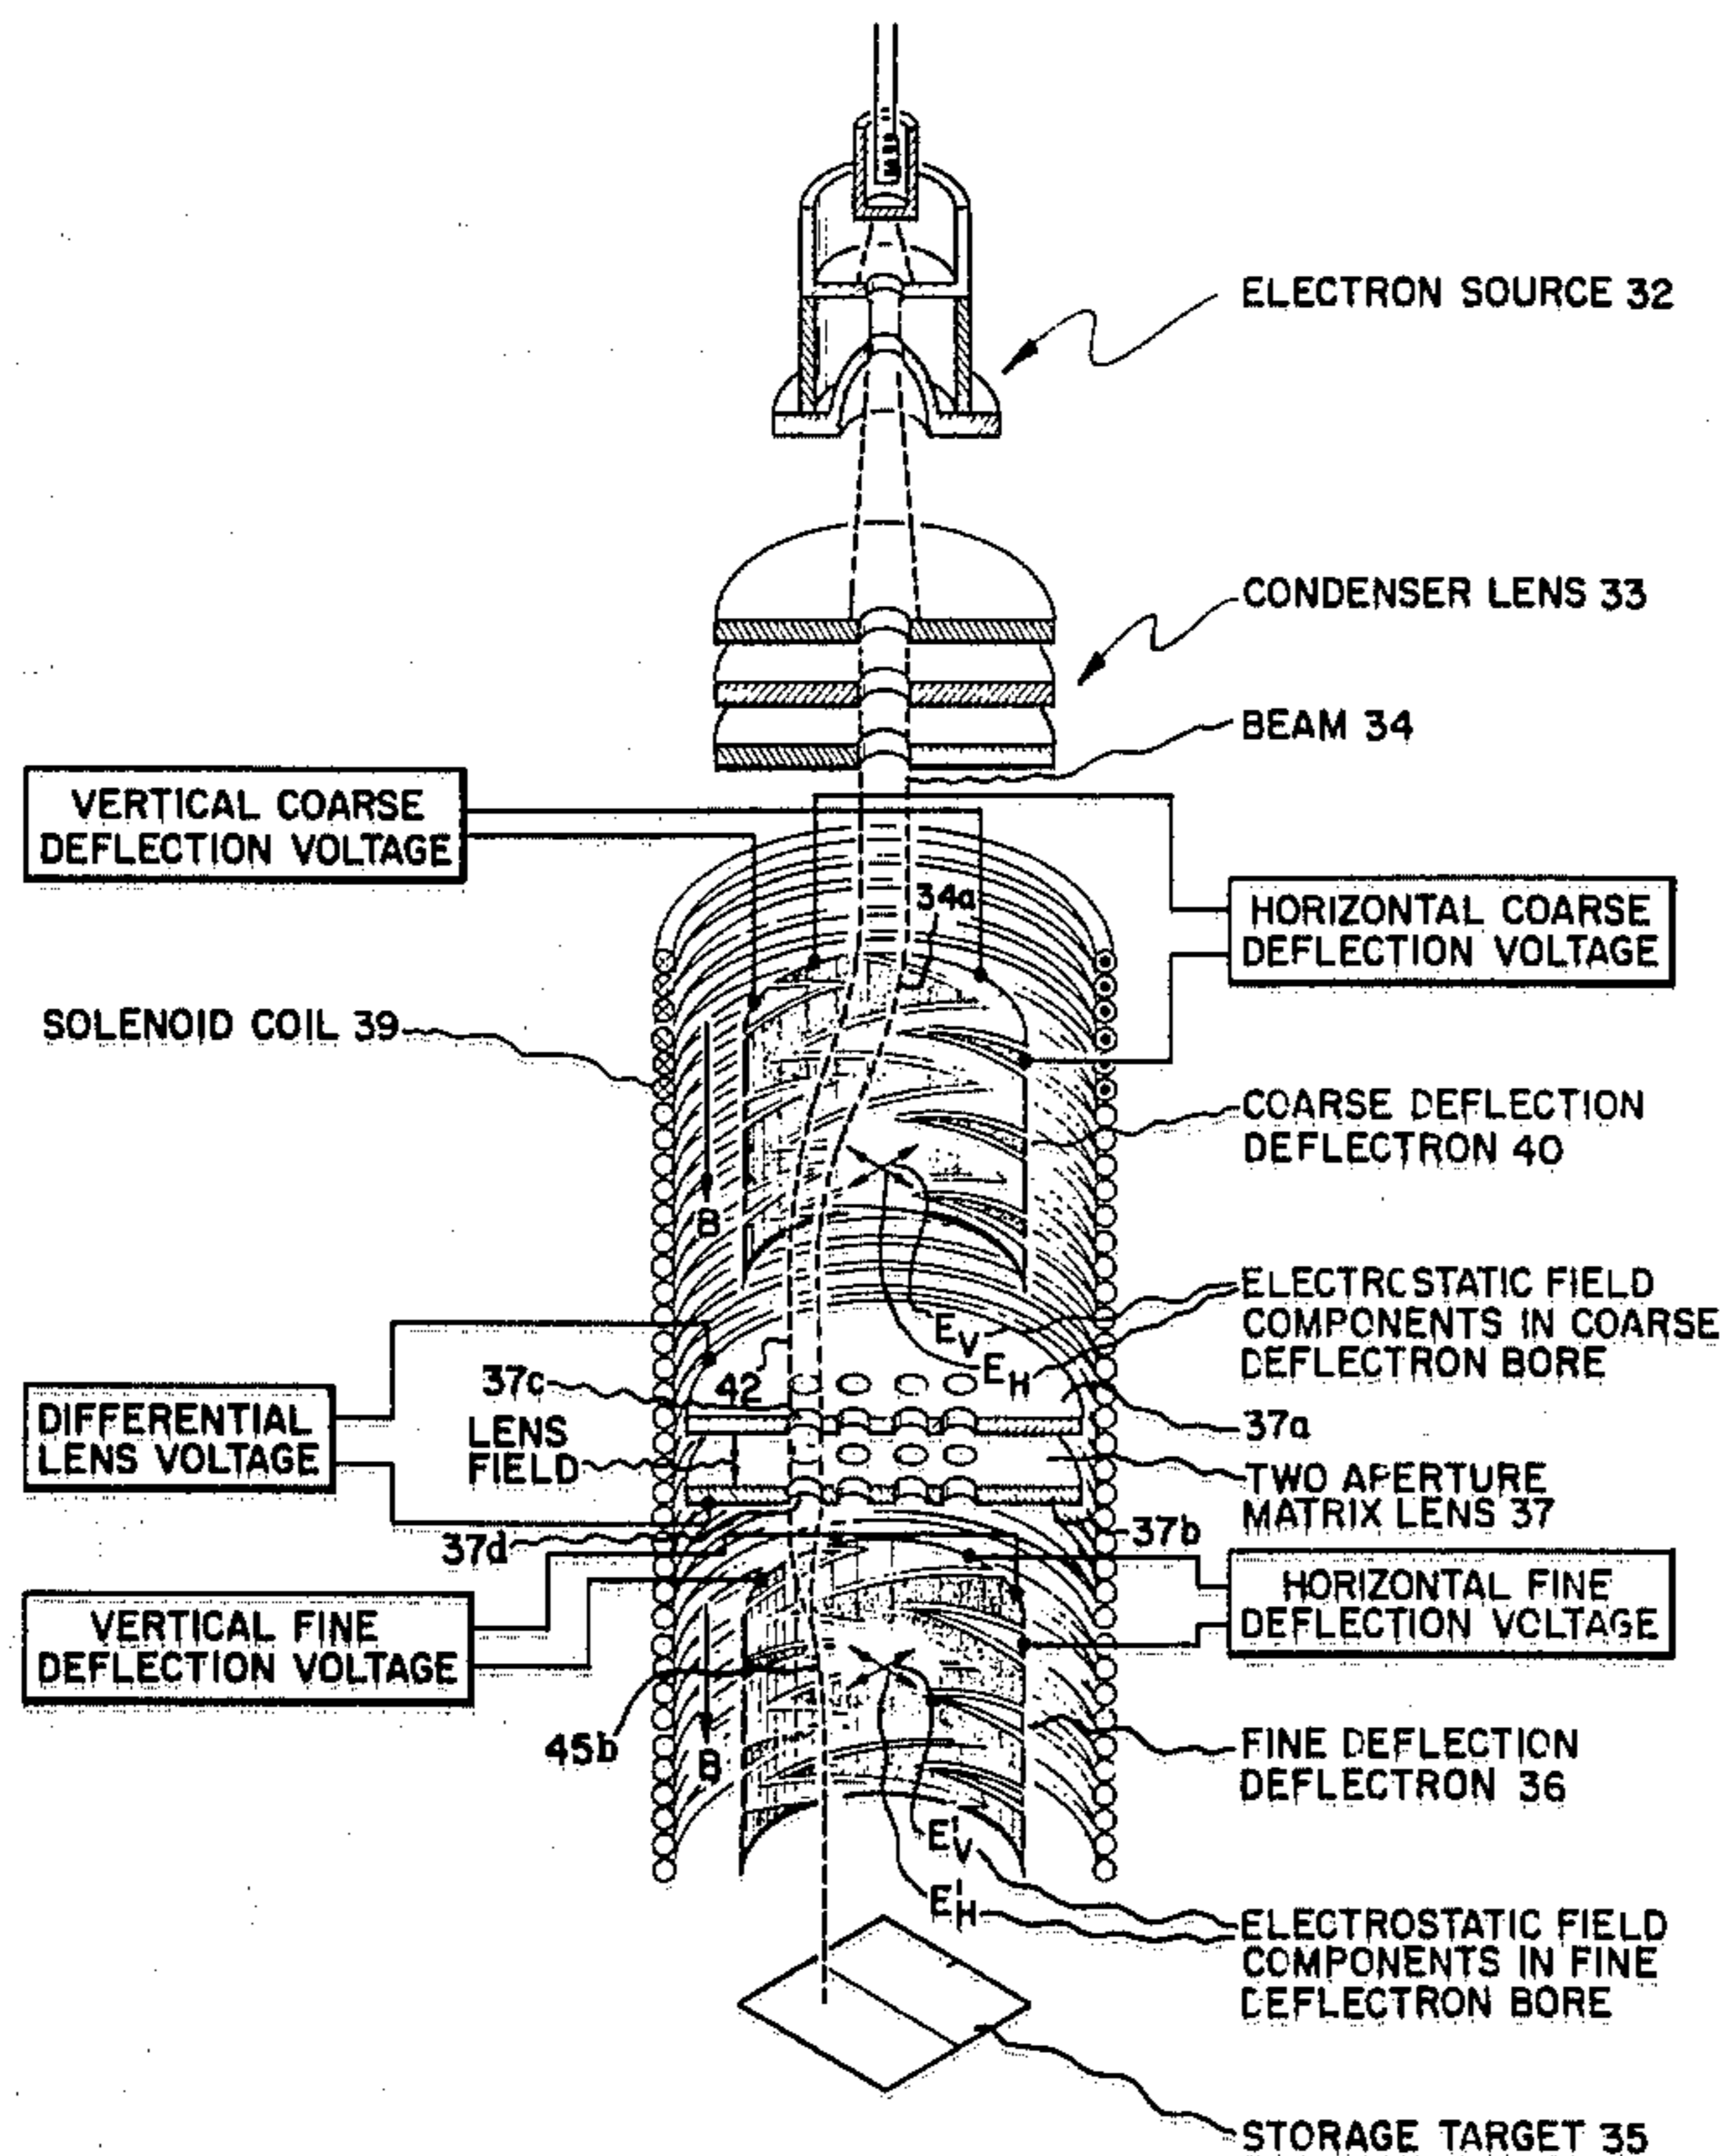 ELECTRON SOURCE 32
CONDENSER LENS 33
BEAM 34
VERTICAL COARSE
DEFLECTION VOLTAGE
34a
HORIZONTAL COARSE
DEFLECTION VOLTAGE
SOLENOID COIL 39
COARSE DEFLECTION
DEFLECTRON 40
B
ELECTROSTATIC FIELD
COMPONENTS IN COARSE
DEFLECTRON BORE
EV
EH
37c
42
37a
DIFFERENTIAL
LENS VOLTAGE
LENS
FIELD
TWO APERTURE
MATRIX LENS 37
37d
37b
VERTICAL FINE
DEFLECTION VOLTAGE
HORIZONTAL FINE
DEFLECTION VOLTAGE
45b
B
FINE DEFLECTION
DEFLECTRON 36
E'V
E'H
ELECTROSTATIC FIELD
COMPONENTS IN FINE
DEFLECTRON BORE
STORAGE TARGET 35